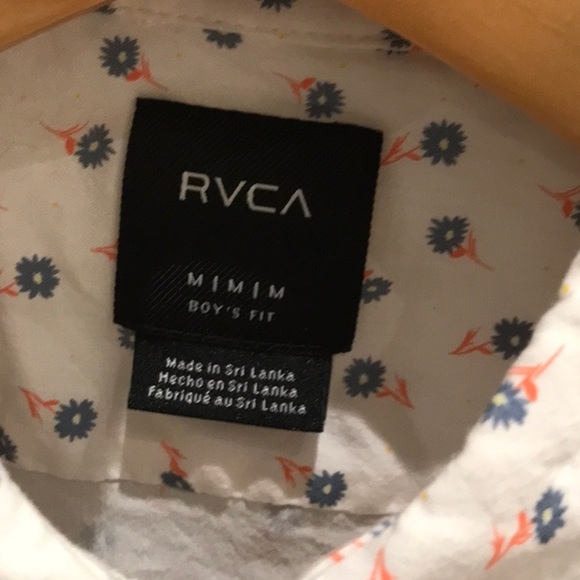 RVCA
M | M | M
BOY'S FIT
Made in Sri Lanka
Hecho en Sri Lanka
Fabriqué au Sri Lanka